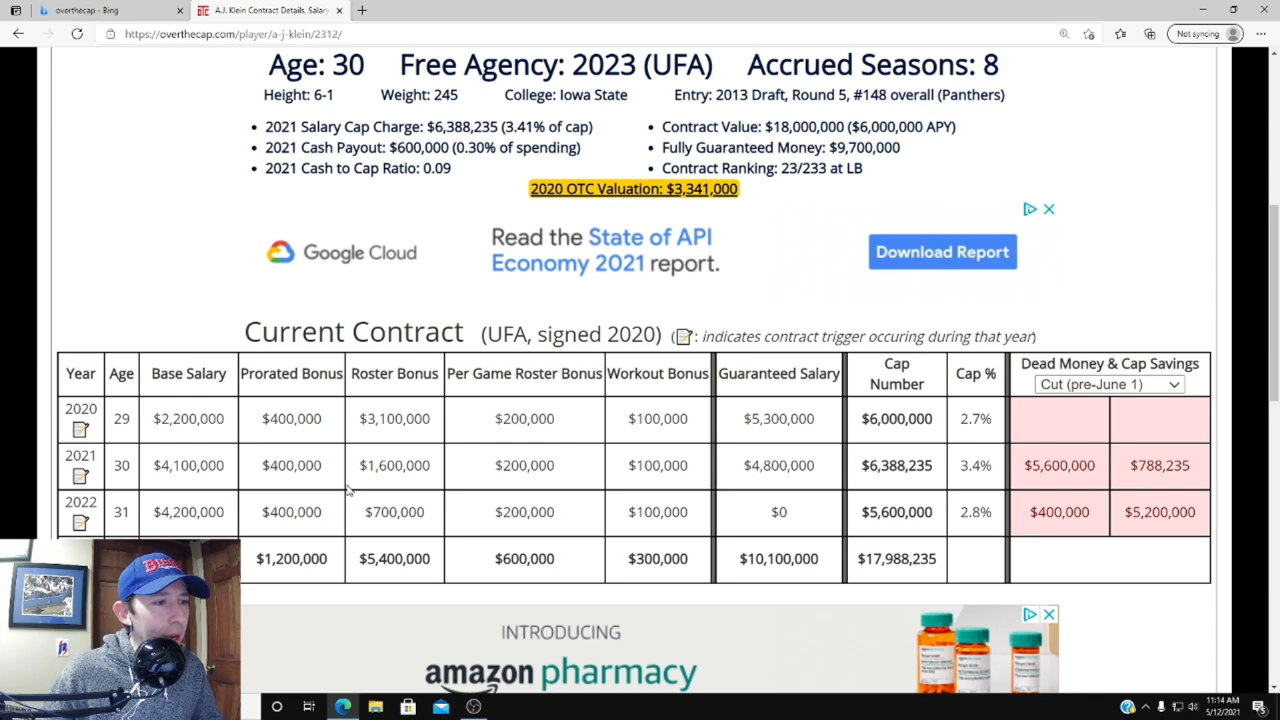 overthecap - Bing
A.J. Klein Contract Details, Salary
https://overthecap.com/player/a-j-klein/2312/
Not syncing
Age: 30 Free Agency: 2023 (UFA) Accrued Seasons: 8
Height: 6-1 Weight: 245 College: Iowa State Entry: 2013 Draft, Round 5, #148 overall (Panthers)
• 2021 Salary Cap Charge: $6,388,235 (3.41% of cap)
• 2021 Cash Payout: $600,000 (0.30% of spending)
• 2021 Cash to Cap Ratio: 0.09
• Contract Value: $18,000,000 ($6,000,000 APY)
• Fully Guaranteed Money: $9,700,000
• Contract Ranking: 23/233 at LB
2020 OTC Valuation: $3,341,000
Google Cloud
Read the State of API
Economy 2021 report.
Download Report
Current Contract (UFA, signed 2020) (📝: indicates contract trigger occuring during that year)
Year Age Base Salary Prorated Bonus Roster Bonus Per Game Roster Bonus Workout Bonus Guaranteed Salary Cap Number Cap % Dead Money & Cap Savings
Cut (pre-June 1)
2020 29 $2,200,000 $400,000 $3,100,000 $200,000 $100,000 $5,300,000 $6,000,000 2.7%
2021 30 $4,100,000 $400,000 $1,600,000 $200,000 $100,000 $4,800,000 $6,388,235 3.4% $5,600,000 $788,235
2022 31 $4,200,000 $400,000 $700,000 $200,000 $100,000 $0 $5,600,000 2.8% $400,000 $5,200,000
$1,200,000 $5,400,000 $600,000 $300,000 $10,100,000 $17,988,235
INTRODUCING
amazon pharmacy
11:14 AM
5/12/2021